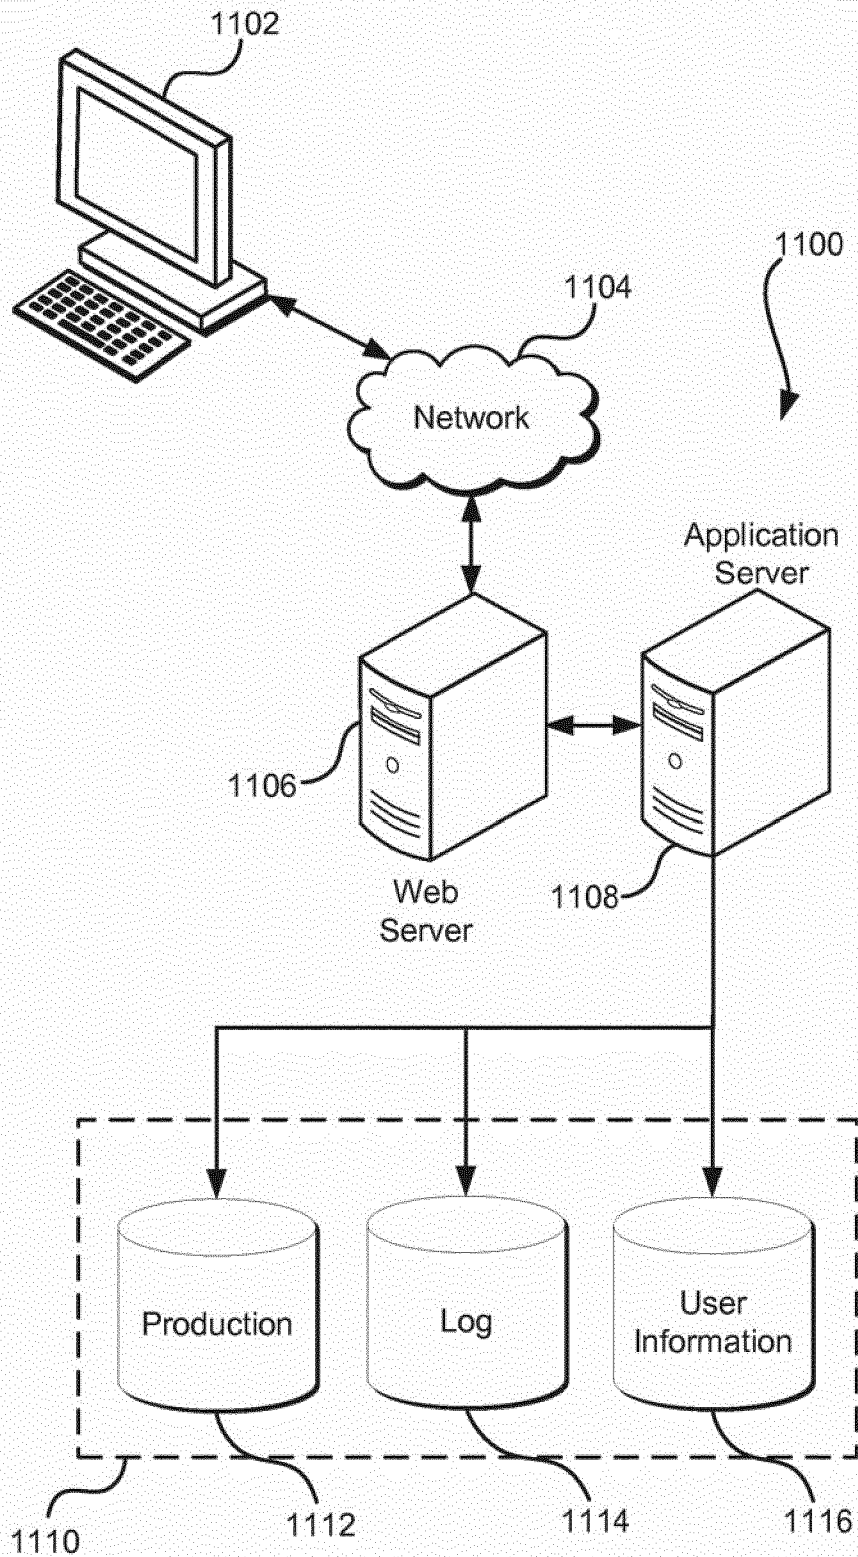 1102
1100
1104
Network
Application
Server
1106
Web
Server
1108
Production
Log
User
Information
1110
1112
1114
1116